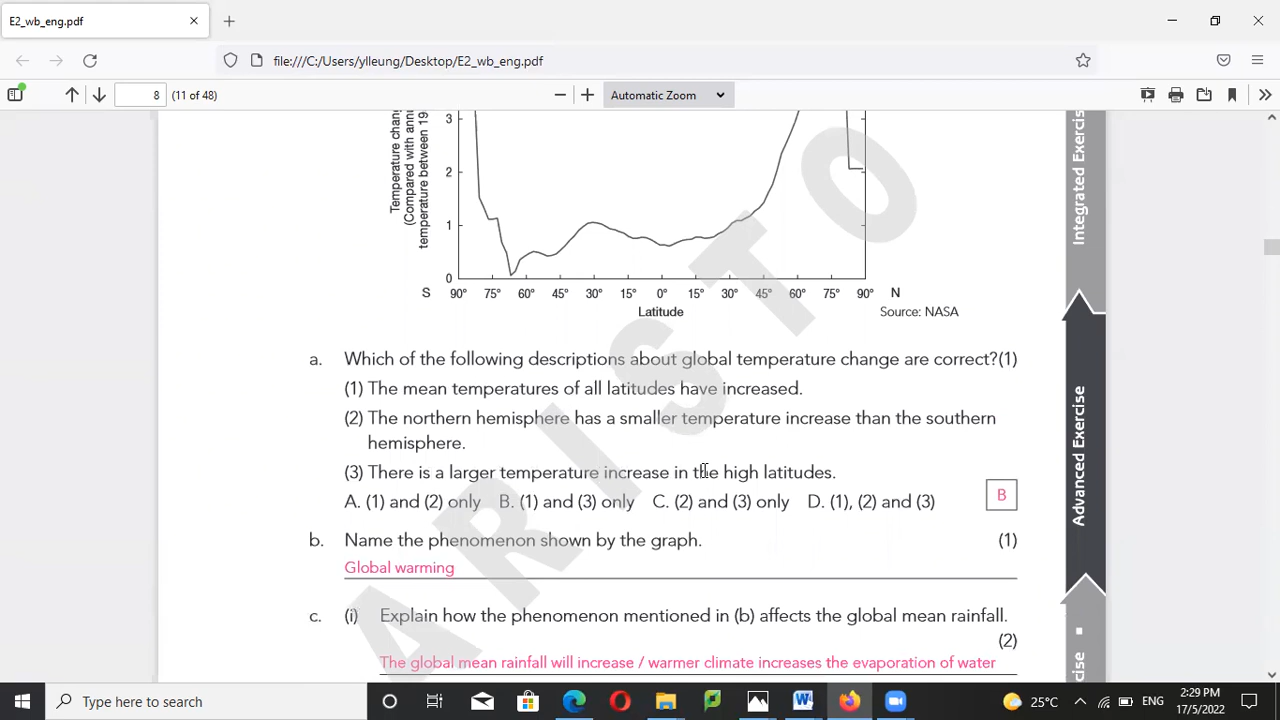 E2_wb_eng.pdf
file:///C:/Users/ylleung/Desktop/E2_wb_eng.pdf
8 (11 of 48) Automatic Zoom
Temperature
(Compared with
temperature between 19
3
2
1
0
S 90° 75° 60° 45° 30° 15° 0° 15° 30° 45° 60° 75° 90° N
Latitude
Source: NASA
a. Which of the following descriptions about global temperature change are correct?(1)
(1) The mean temperatures of all latitudes have increased.
(2) The northern hemisphere has a smaller temperature increase than the southern
hemisphere.
(3) There is a larger temperature increase in the high latitudes.
A. (1) and (2) only B. (1) and (3) only C. (2) and (3) only D. (1), (2) and (3)
B
b. Name the phenomenon shown by the graph. (1)
Global warming
c. (i) Explain how the phenomenon mentioned in (b) affects the global mean rainfall.
(2)
The global mean rainfall will increase / warmer climate increases the evaporation of water
ARISTO
Integrated
Advanced Exercise
Type here to search
25°C
ENG
2:29 PM
17/5/2022